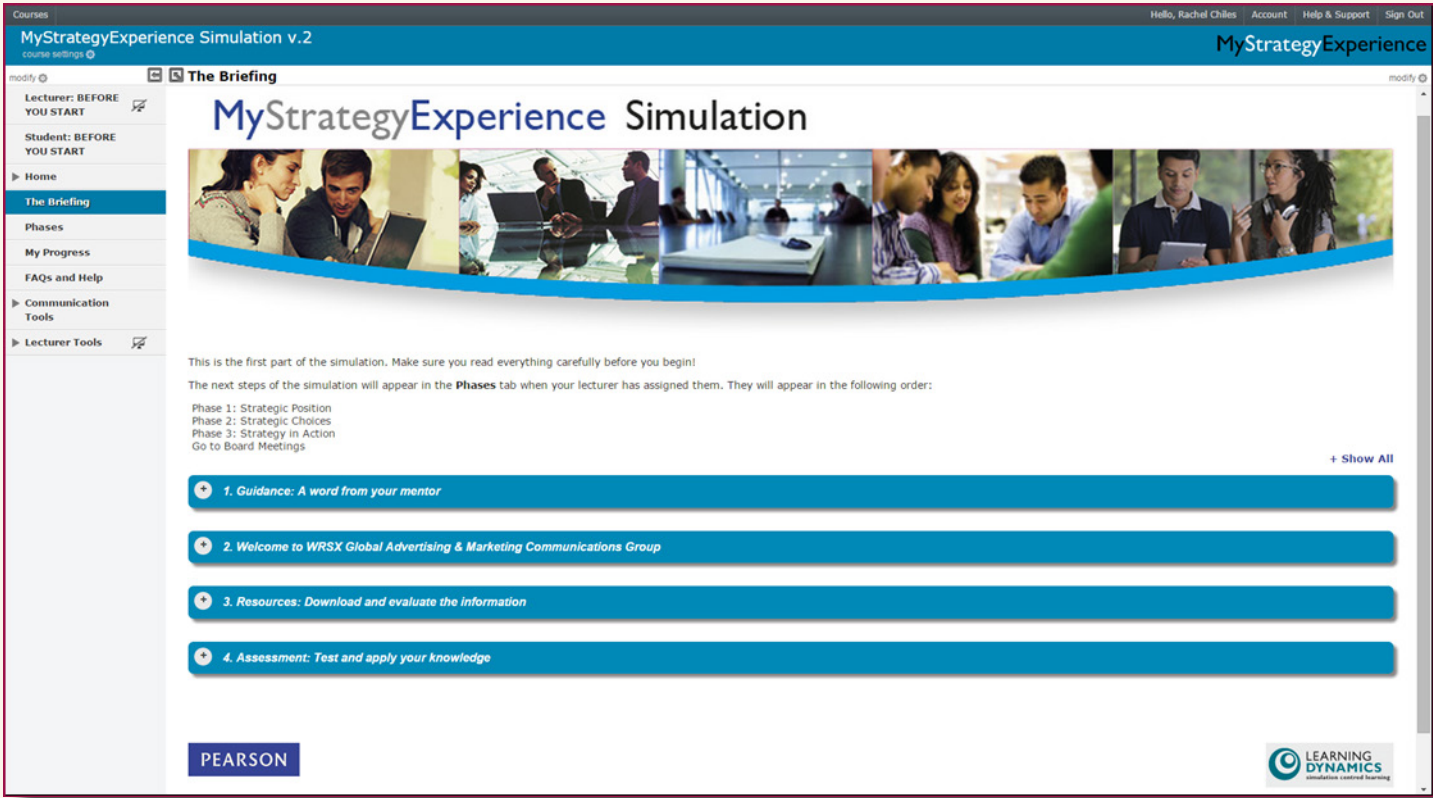 Courses
Hello, Rachel Chiles Account Help & Support Sign Out
MyStrategyExperience Simulation v.2
course settings
MyStrategyExperience
modify
The Briefing
modify
Lecturer: BEFORE
YOU START
Student: BEFORE
YOU START
Home
The Briefing
Phases
My Progress
FAQs and Help
Communication
Tools
Lecturer Tools
MyStrategyExperience Simulation
This is the first part of the simulation. Make sure you read everything carefully before you begin!
The next steps of the simulation will appear in the Phases tab when your lecturer has assigned them. They will appear in the following order:
Phase 1: Strategic Position
Phase 2: Strategic Choices
Phase 3: Strategy in Action
Go to Board Meetings
+ Show All
1. Guidance: A word from your mentor
2. Welcome to WRSX Global Advertising & Marketing Communications Group
3. Resources: Download and evaluate the information
4. Assessment: Test and apply your knowledge
PEARSON
LEARNING
DYNAMICS
simulation centred learning